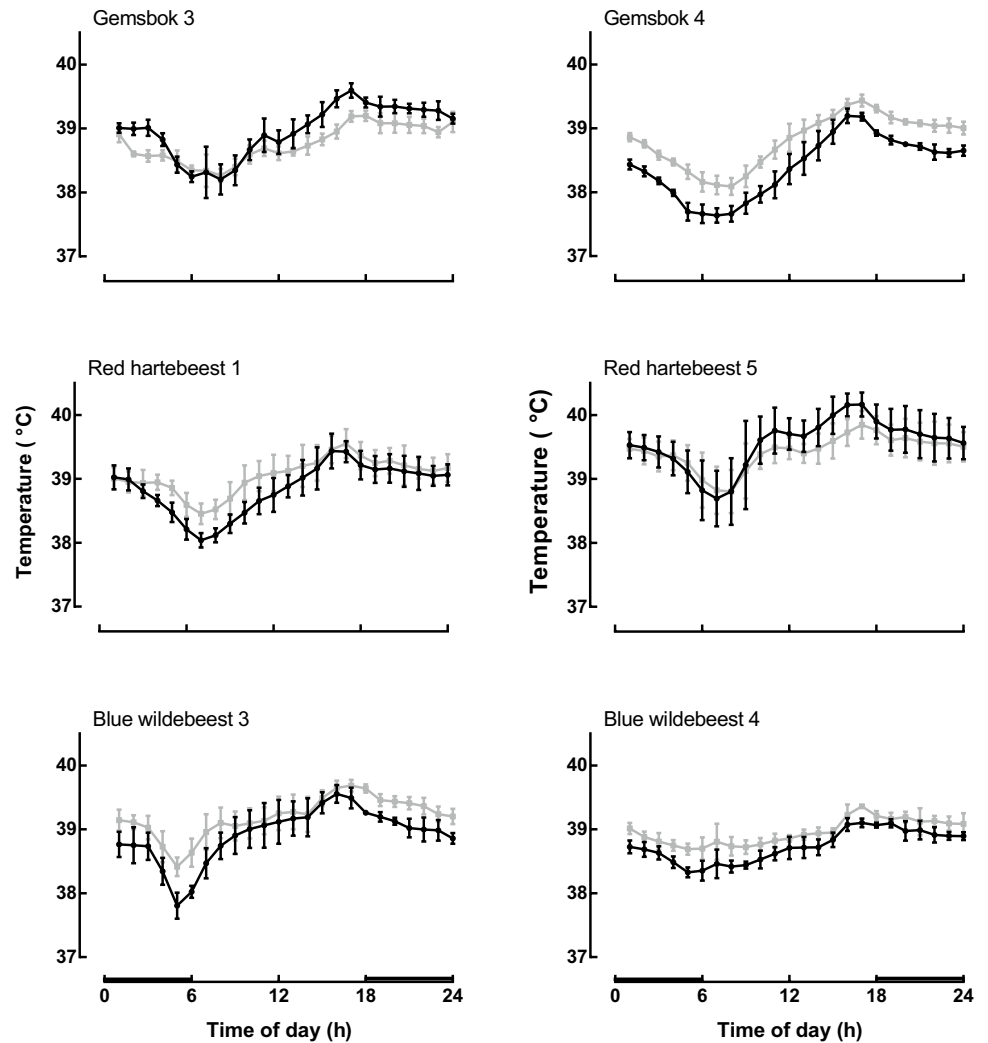 Gemsbok 3
40
39
38
37
Gemsbok 4
40
39
38
37
Red hartebeest 1
Temperature ( °C)
40
39
38
37
Red hartebeest 5
Temperature ( °C)
40
39
38
37
Blue wildebeest 3
40
39
38
37
0 6 12 18 24
Time of day (h)
Blue wildebeest 4
40
39
38
37
0 6 12 18 24
Time of day (h)